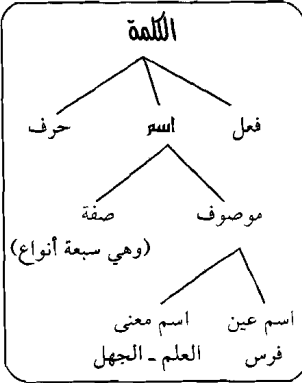 الكلمة
فعل اسم حرف
موصوف صفة
(وهي سبعة أنواع)
اسم عين اسم معنى
فرس العلم - الجهل